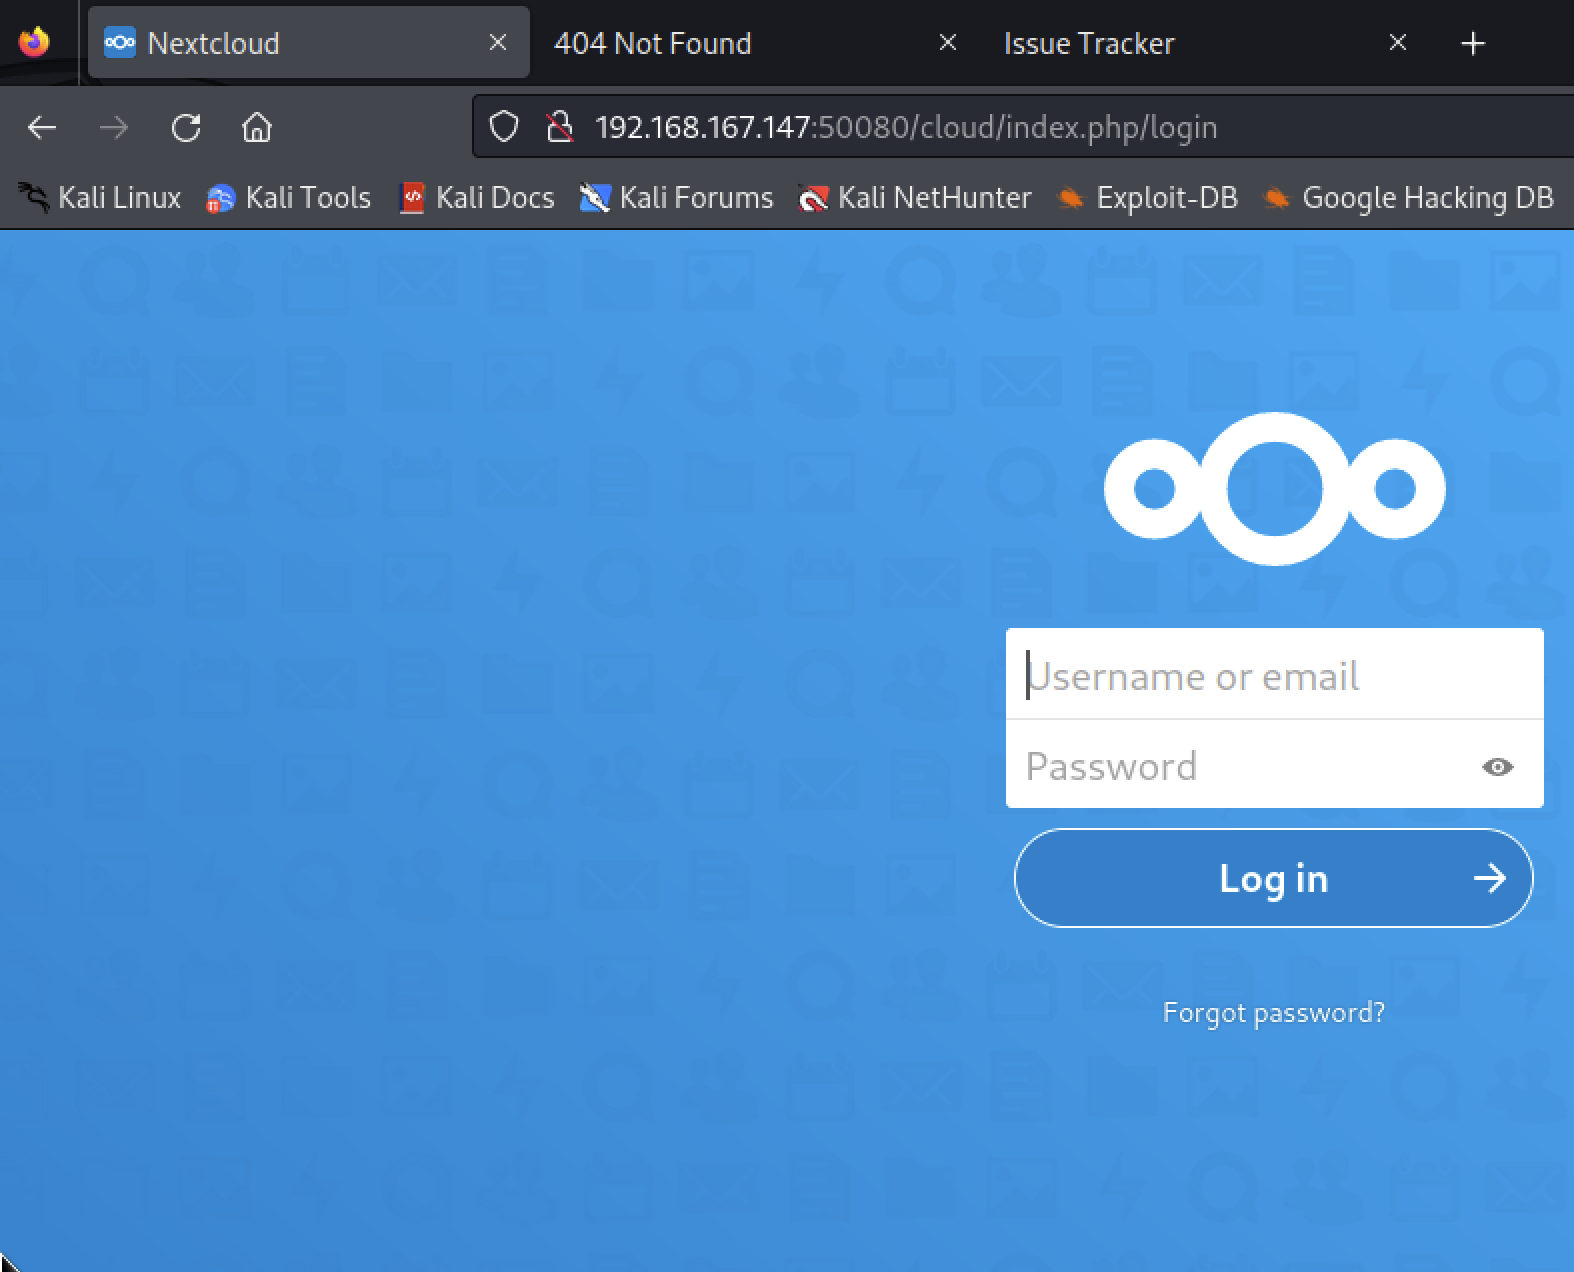 Nextcloud
404 Not Found
Issue Tracker
192.168.167.147:50080/cloud/index.php/login
Kali Linux Kali Tools Kali Docs Kali Forums Kali NetHunter Exploit-DB Google Hacking DB
Username or email
Password
Log in
Forgot password?